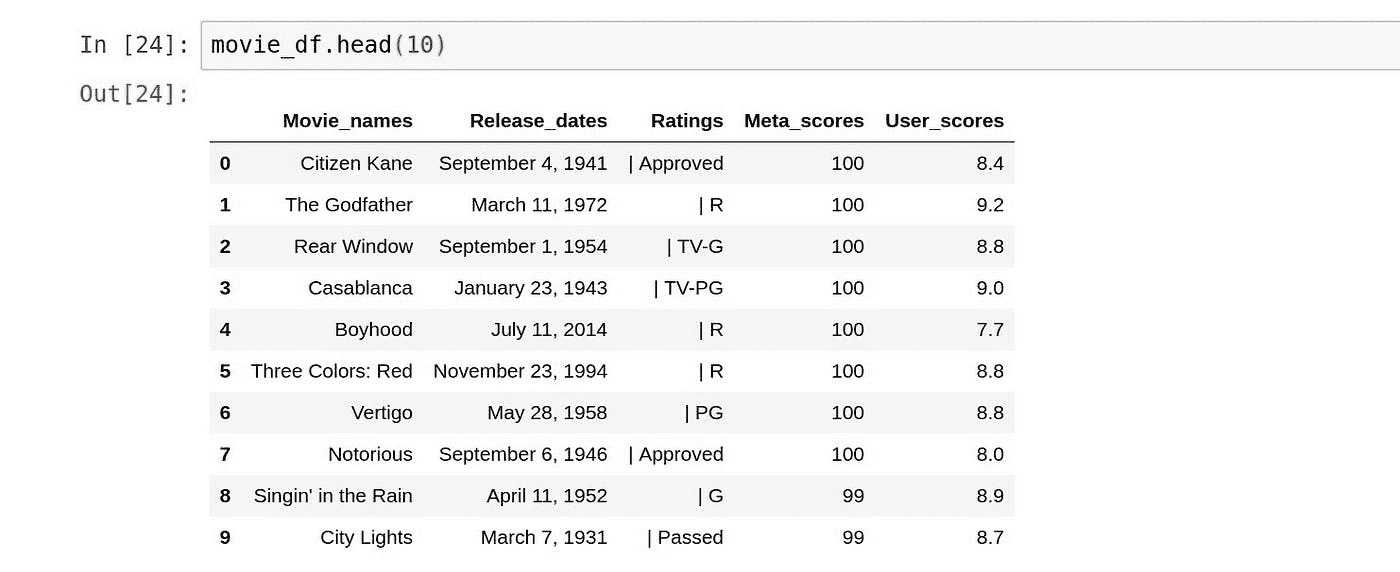 In [24]: movie_df.head(10)
Out[24]:
Movie_names Release_dates Ratings Meta_scores User_scores
0 Citizen Kane September 4, 1941 | Approved 100 8.4
1 The Godfather March 11, 1972 | R 100 9.2
2 Rear Window September 1, 1954 | TV-G 100 8.8
3 Casablanca January 23, 1943 | TV-PG 100 9.0
4 Boyhood July 11, 2014 | R 100 7.7
5 Three Colors: Red November 23, 1994 | R 100 8.8
6 Vertigo May 28, 1958 | PG 100 8.8
7 Notorious September 6, 1946 | Approved 100 8.0
8 Singin' in the Rain April 11, 1952 | G 99 8.9
9 City Lights March 7, 1931 | Passed 99 8.7